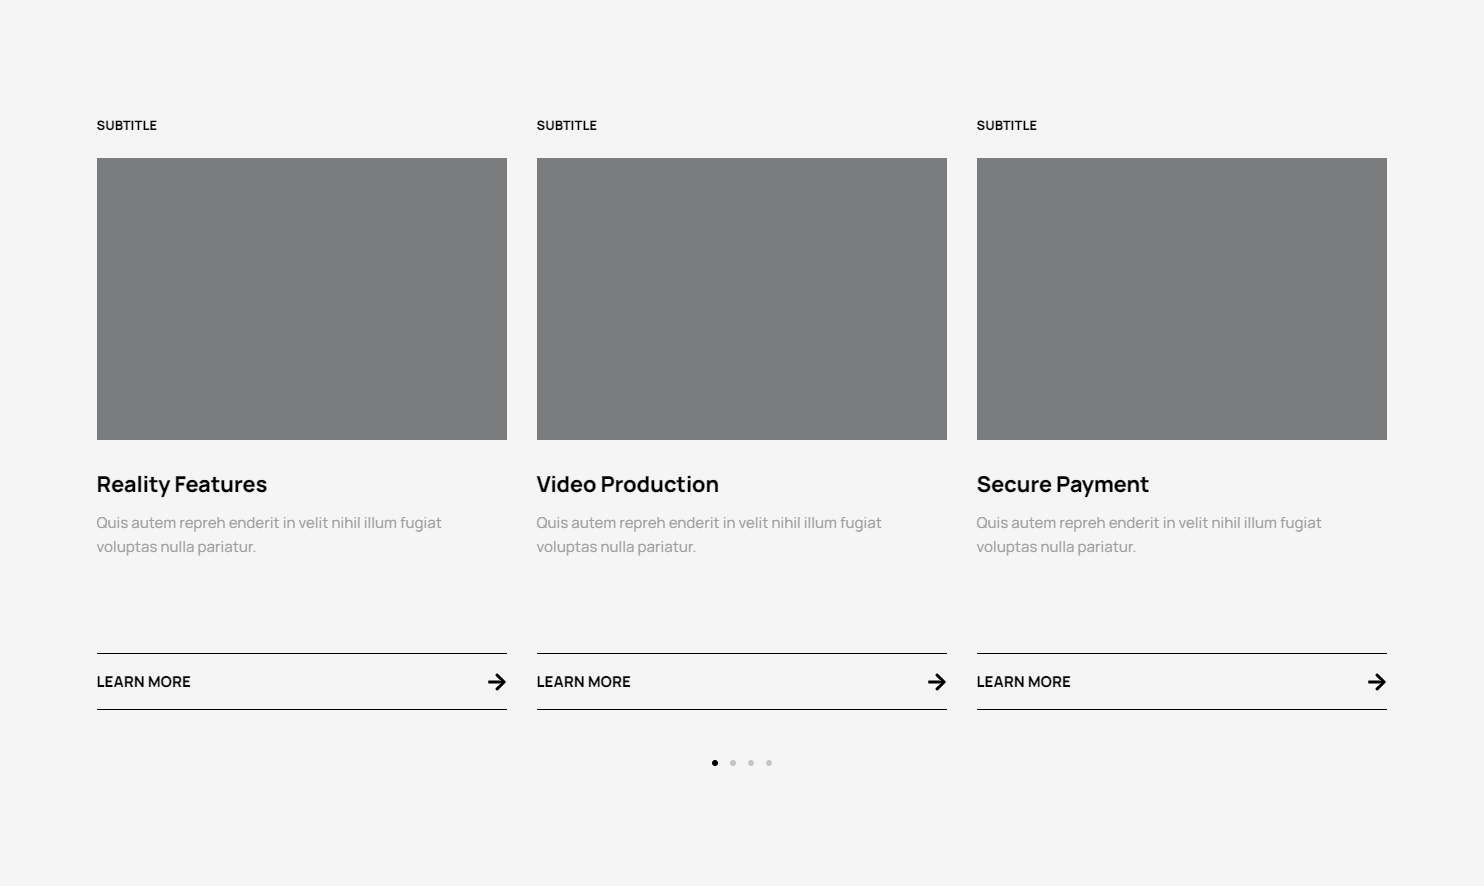 SUBTITLE
SUBTITLE
SUBTITLE
Reality Features
Quis autem repreh enderit in velit nihil illum fugiat
voluptas nulla pariatur.
Video Production
Quis autem repreh enderit in velit nihil illum fugiat
voluptas nulla pariatur.
Secure Payment
Quis autem repreh enderit in velit nihil illum fugiat
voluptas nulla pariatur.
LEARN MORE
LEARN MORE
LEARN MORE